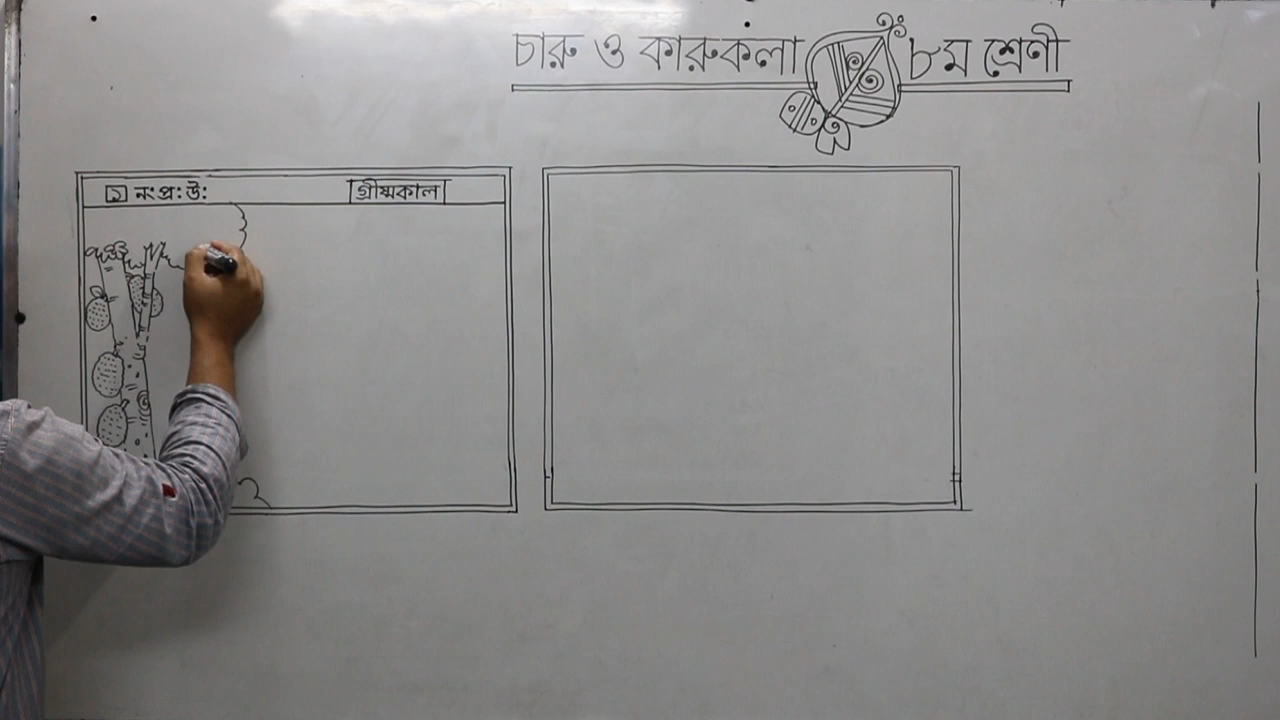 চারু ও কারুকলা ৮ম শ্রেণী
১ নং প্র: উ:
গ্রীষ্মকাল